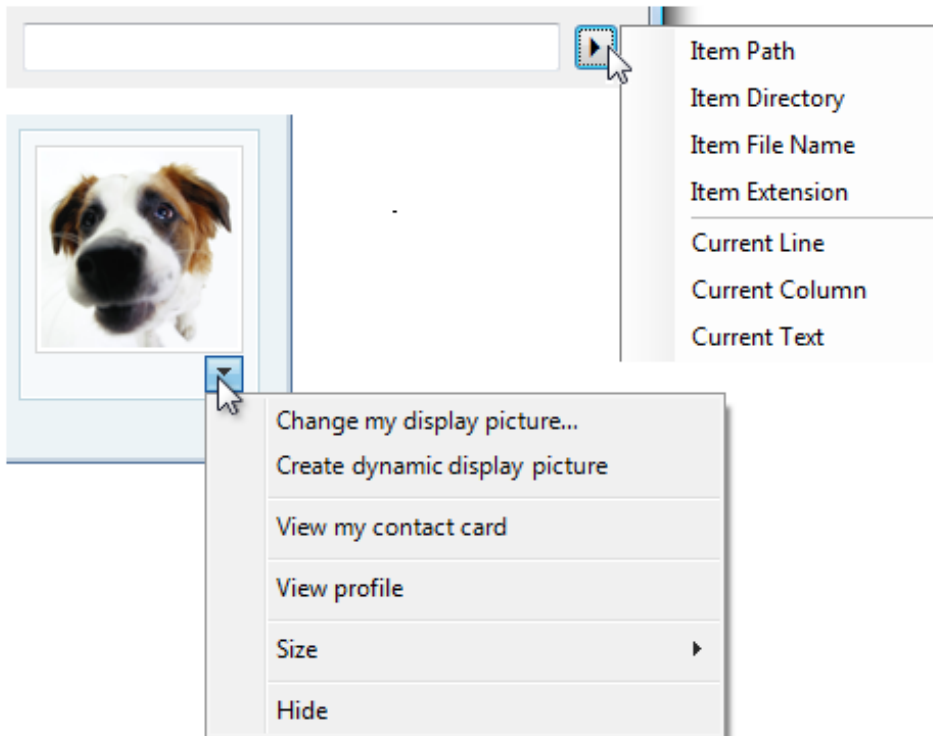 Item Path
Item Directory
Item File Name
Item Extension
Current Line
Current Column
Current Text
Change my display picture...
Create dynamic display picture
View my contact card
View profile
Size
Hide